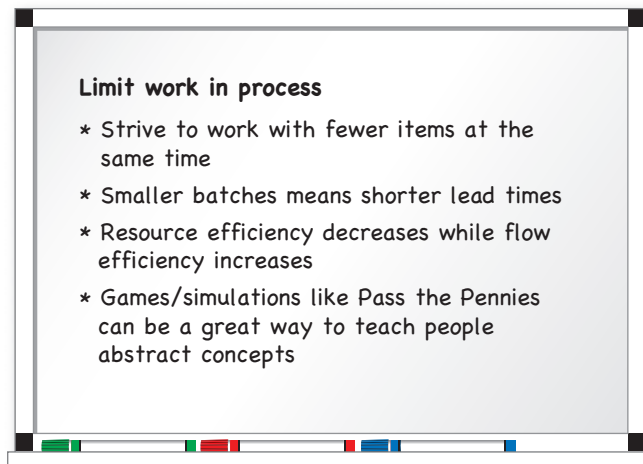 Limit work in process
* Strive to work with fewer items at the
same time
* Smaller batches means shorter lead times
* Resource efficiency decreases while flow
efficiency increases
* Games/simulations like Pass the Pennies
can be a great way to teach people
abstract concepts